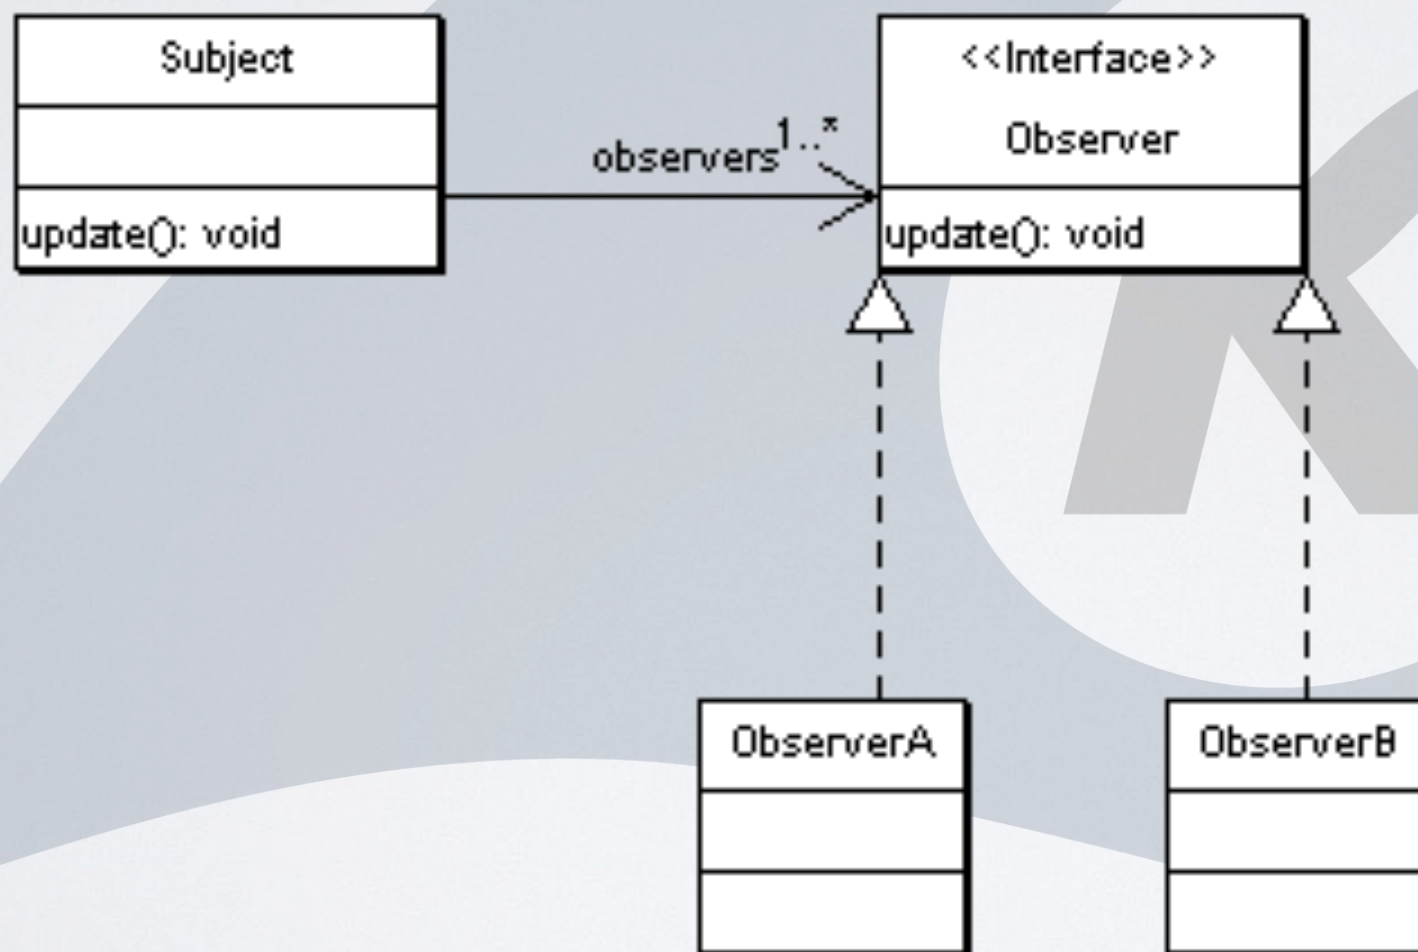 Subject
update(): void
observers
1..*
<<Interface>>
Observer
update(): void
ObserverA
ObserverB